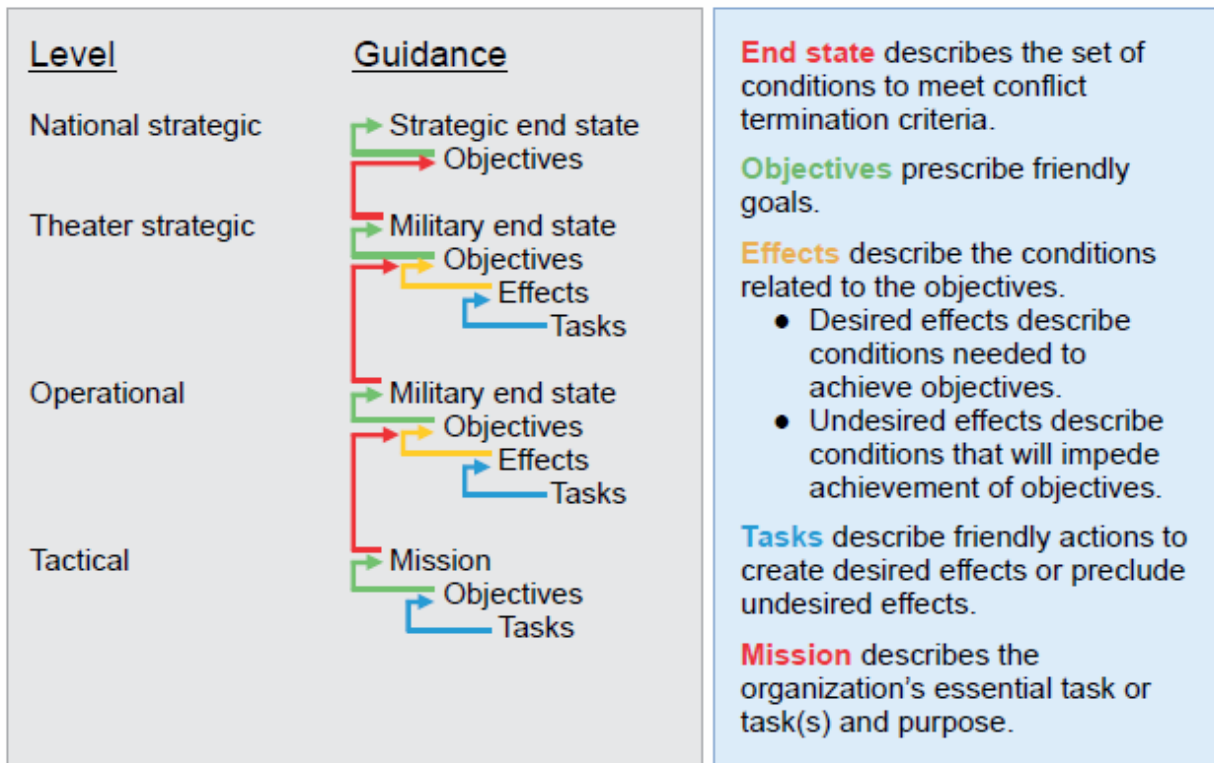 Level Guidance
National strategic Strategic end state
Objectives
Theater strategic Military end state
Objectives
Effects
Tasks
Operational Military end state
Objectives
Effects
Tasks
Tactical Mission
Objectives
Tasks
End state describes the set of
conditions to meet conflict
termination criteria.
Objectives prescribe friendly
goals.
Effects describe the conditions
related to the objectives.
● Desired effects describe
conditions needed to
achieve objectives.
● Undesired effects describe
conditions that will impede
achievement of objectives.
Tasks describe friendly actions to
create desired effects or preclude
undesired effects.
Mission describes the
organization's essential task or
task(s) and purpose.